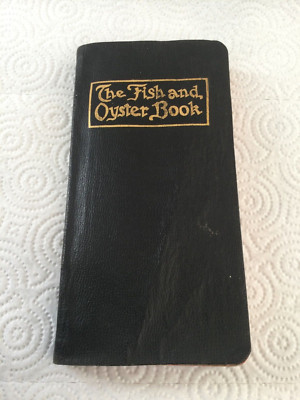 The Fish and
Oyster Book